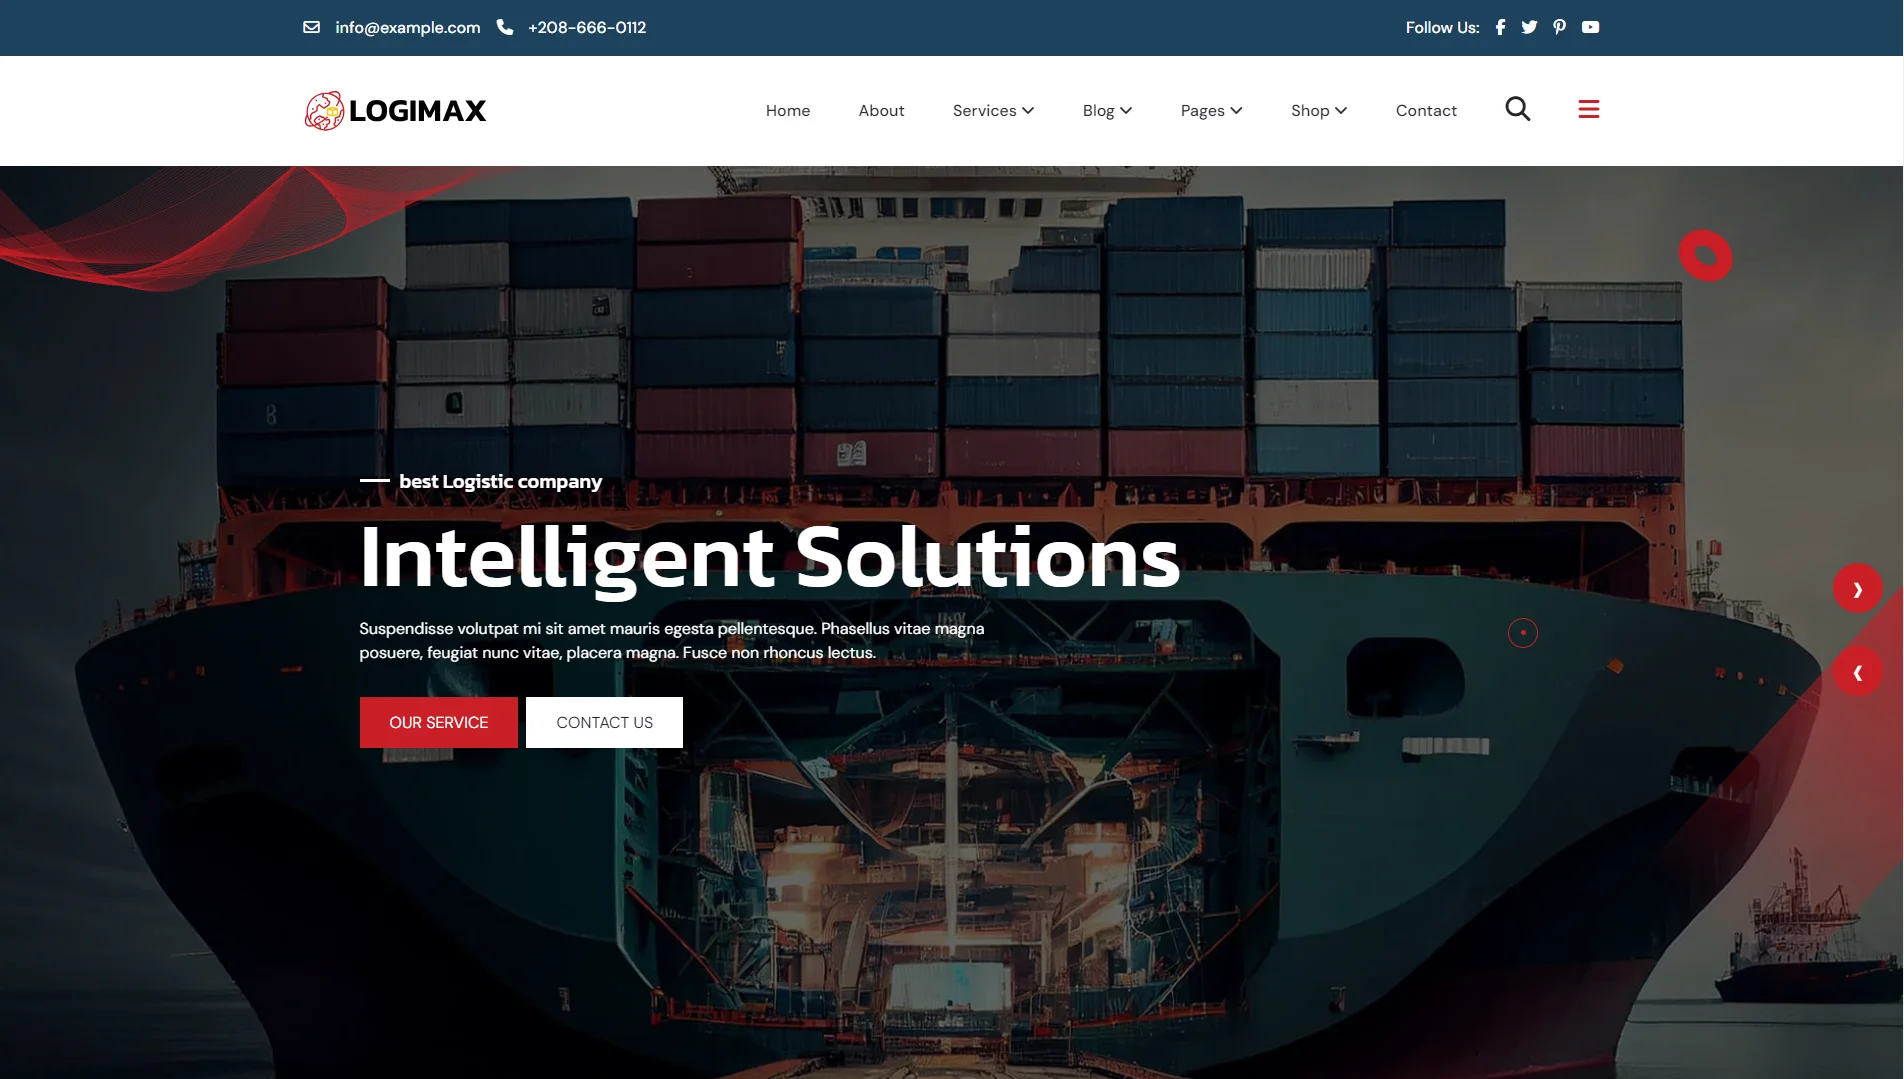 info@example.com +208-666-0112 Follow Us:
LOGIMAX Home About Services Blog Pages Shop Contact
best Logistic company
Intelligent Solutions
Suspendisse volutpat mi sit amet mauris egesta pellentesque. Phasellus vitae magna
posuere, feugiat nunc vitae, placera magna. Fusce non rhoncus lectus.
OUR SERVICE CONTACT US